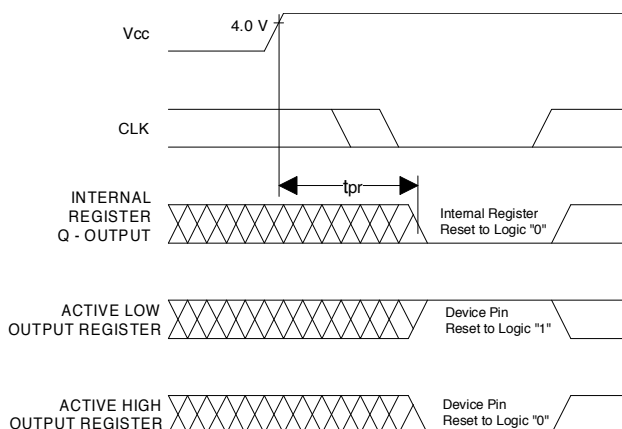 Vcc
4.0 V
CLK
tpr
INTERNAL
REGISTER
Q - OUTPUT
Internal Register
Reset to Logic "0"
ACTIVE LOW
OUTPUT REGISTER
Device Pin
Reset to Logic "1"
ACTIVE HIGH
OUTPUT REGISTER
Device Pin
Reset to Logic "0"